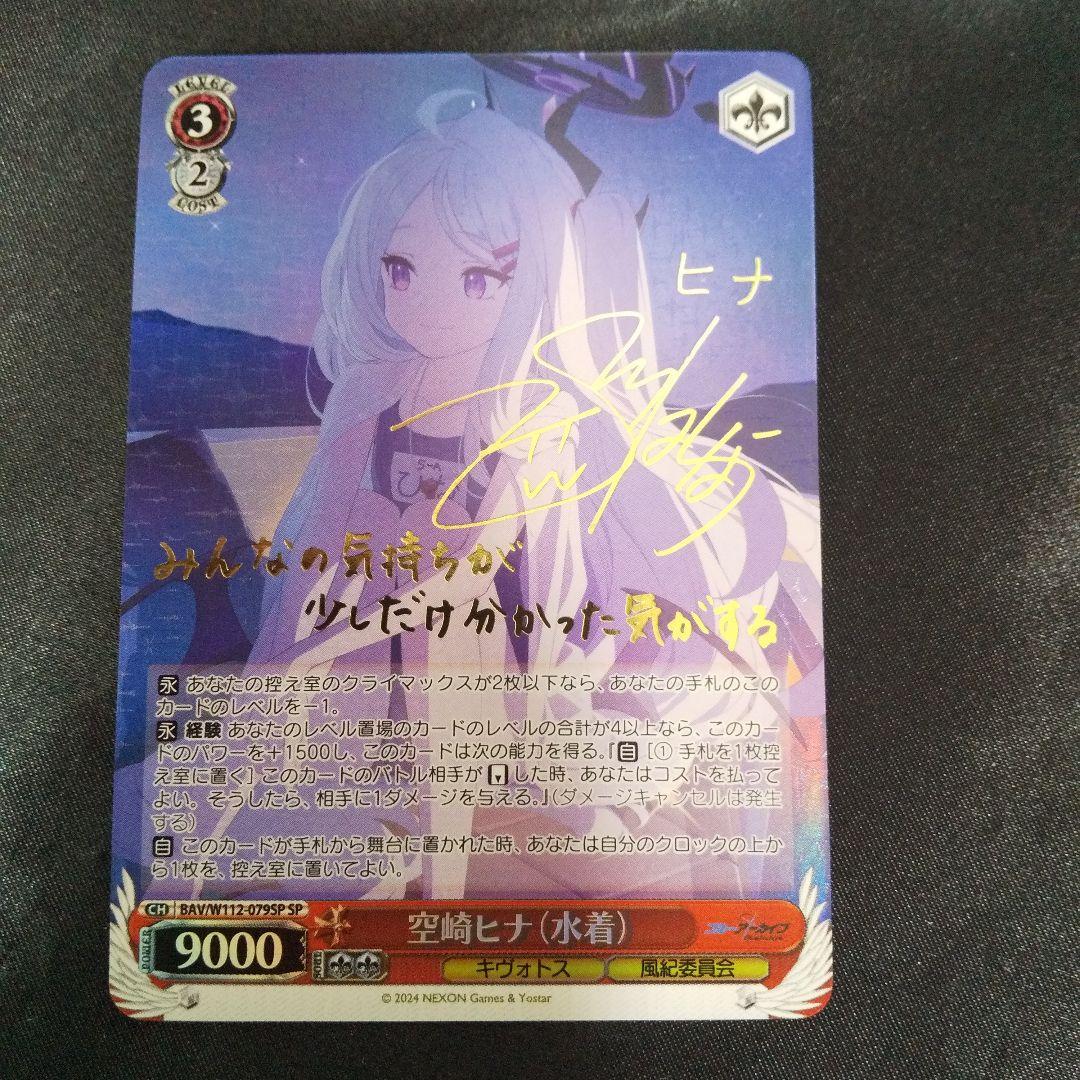 LEVEL
3
2
COST
ヒナ
みんなの気持ちが
少しだけ分かった気がする
永 あなたの控え室のクライマックスが2枚以下なら、あなたの手札のこの
カードのレベルを－1。
永 経験 あなたのレベル置場のカードのレベルの合計が4以上なら、このカー
ドのパワーを＋1500し、このカードは次の能力を得る。『自 [① 手札を1枚控
え室に置く] このカードのバトル相手が した時、あなたはコストを払って
よい。そうしたら、相手に1ダメージを与える。』（ダメージキャンセルは発生
する）
自 このカードが手札から舞台に置かれた時、あなたは自分のクロックの上か
ら1枚を、控え室に置いてよい。
CH BAV/W112-079SP SP
空崎ヒナ（水着）
ブルーアーカイブ
POWER
9000
SOUL
キヴォトス 風紀委員会
© 2024 NEXON Games & Yostar